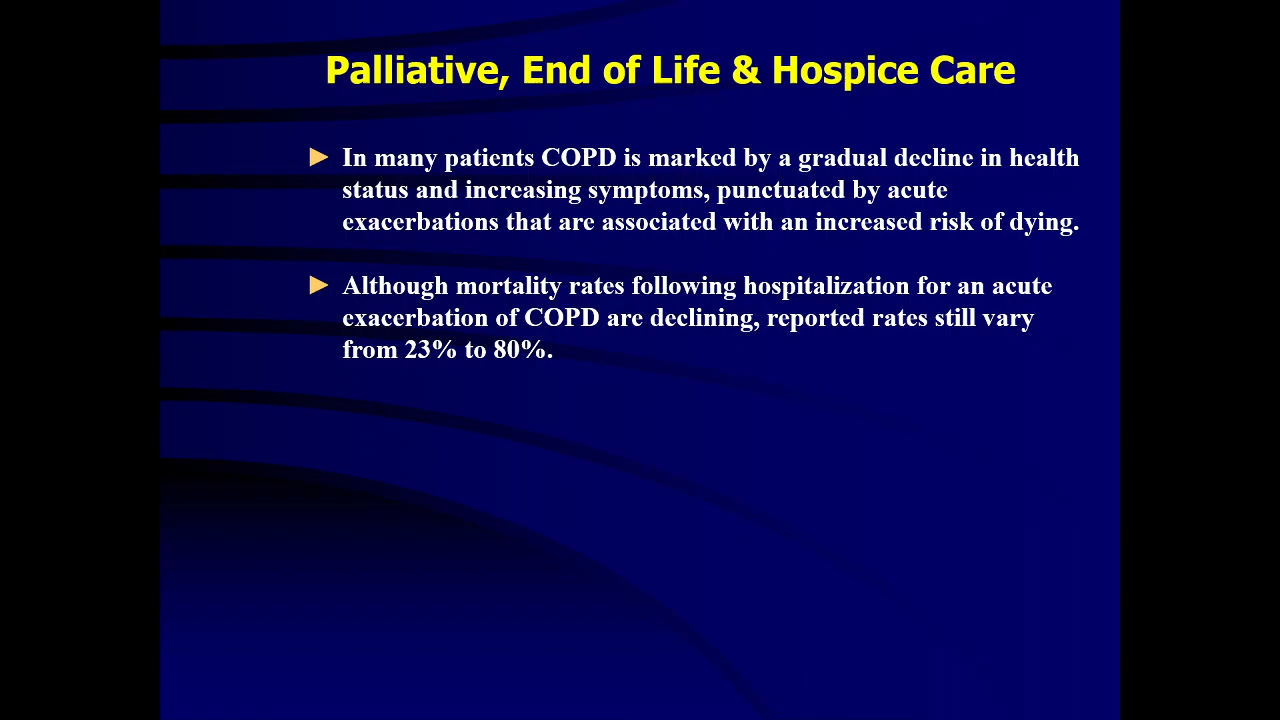 Palliative, End of Life & Hospice Care
► In many patients COPD is marked by a gradual decline in health
status and increasing symptoms, punctuated by acute
exacerbations that are associated with an increased risk of dying.
► Although mortality rates following hospitalization for an acute
exacerbation of COPD are declining, reported rates still vary
from 23% to 80%.